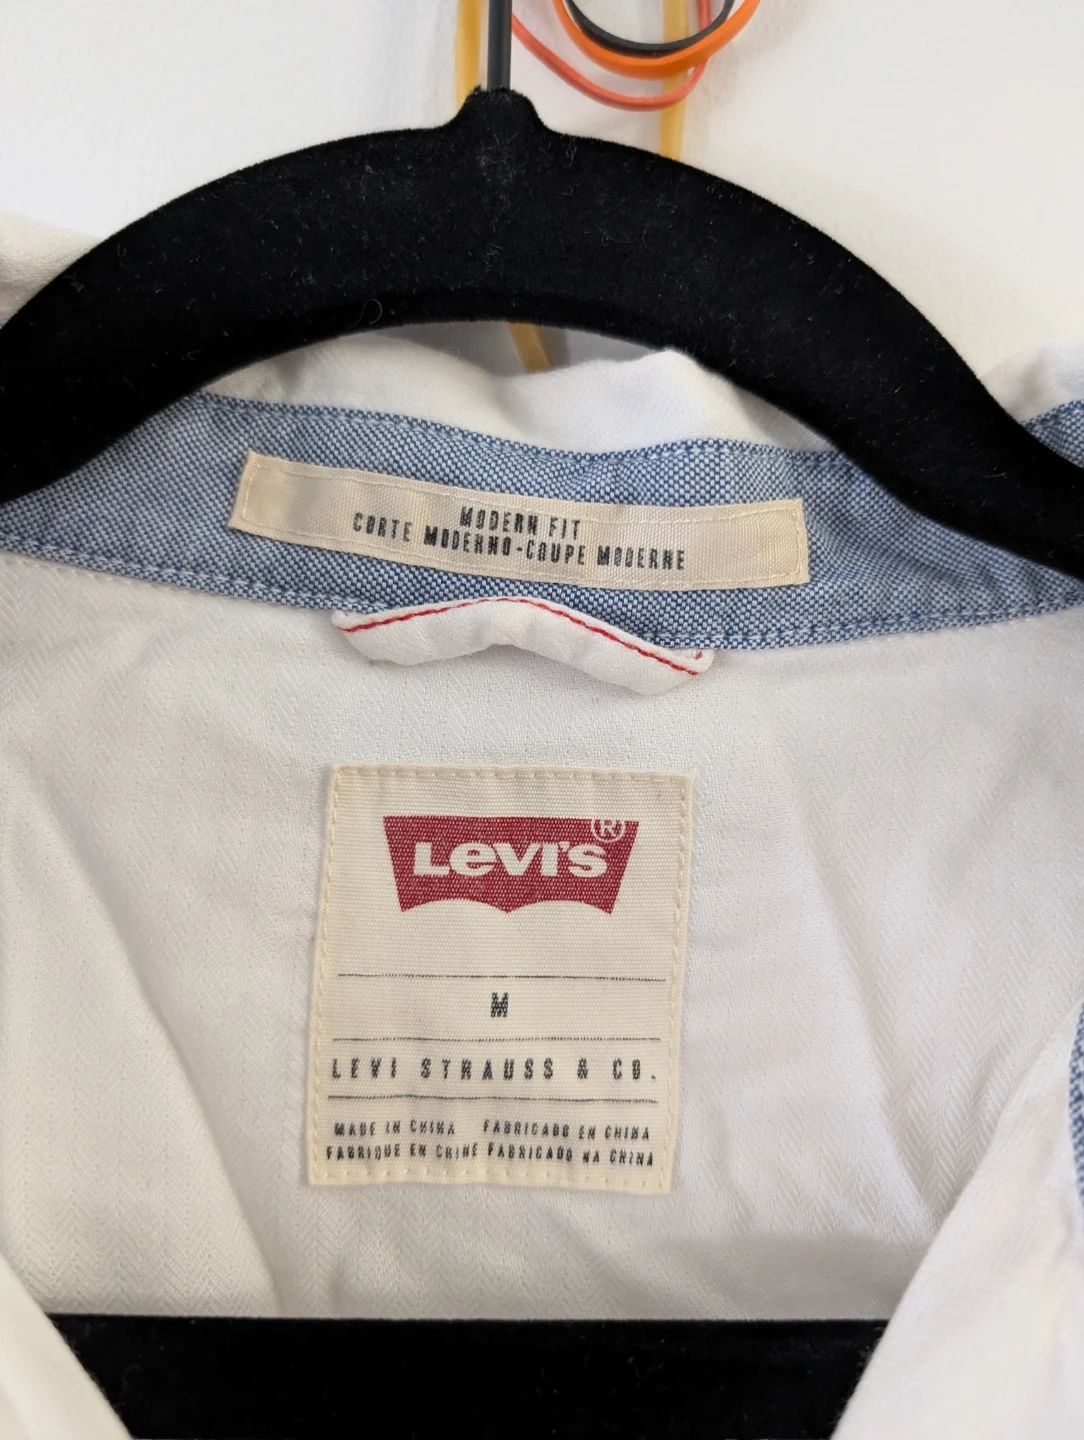 MODERN FIT
CORTE MODERNO-COUPE MODERNE
LEVI'S®
M
LEVI STRAUSS & CO.
MADE IN CHINA FABRICADO EN CHINA
FABRIQUE EN CHINE FABRICADO NA CHINA